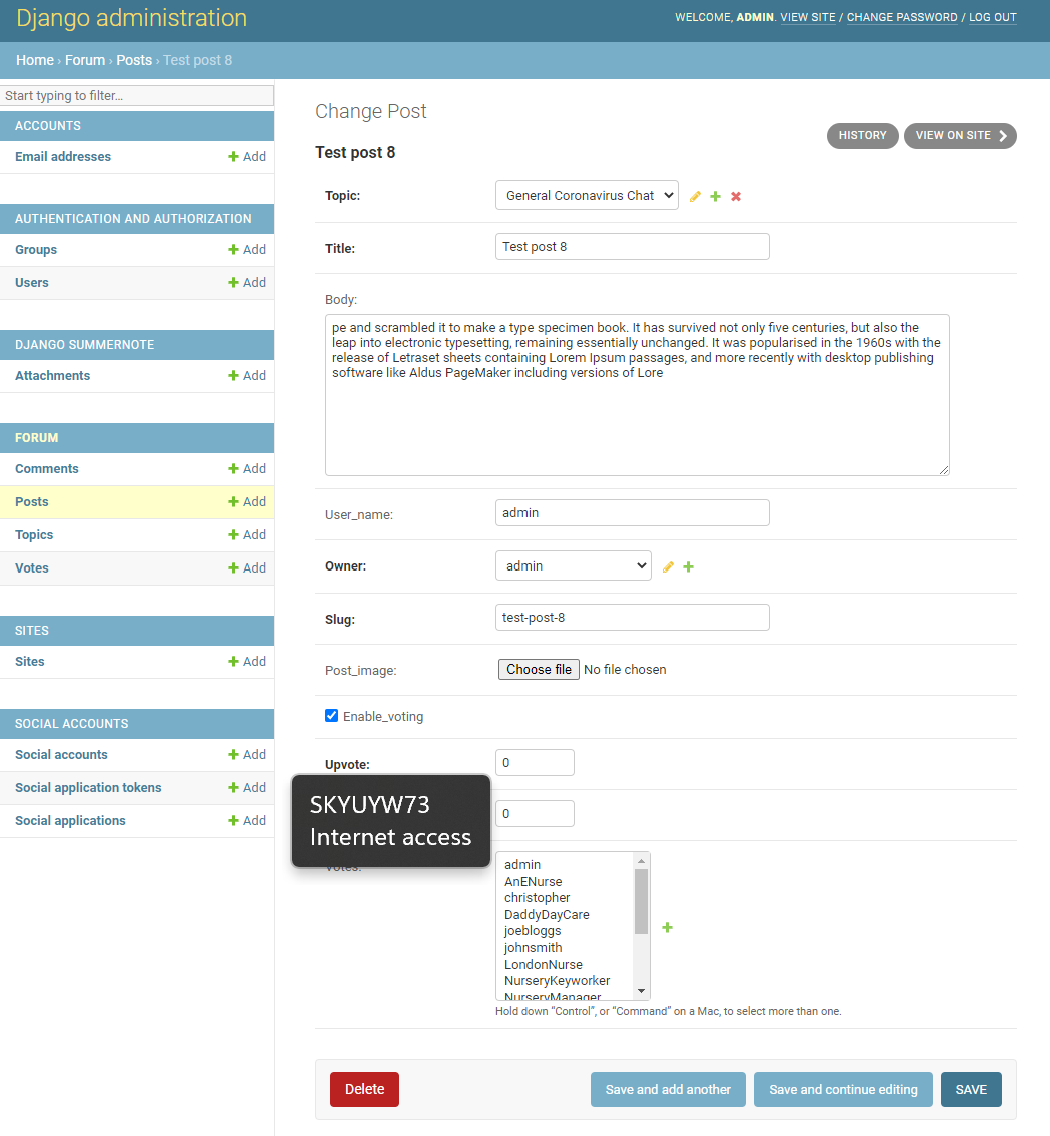 Django administration
WELCOME, ADMIN. VIEW SITE / CHANGE PASSWORD / LOG OUT
Home › Forum › Posts › Test post 8
Start typing to filter...
ACCOUNTS
Email addresses
Add
AUTHENTICATION AND AUTHORIZATION
Groups
Add
Users
Add
DJANGO SUMMERNOTE
Attachments
Add
FORUM
Comments
Add
Posts
Add
Topics
Add
Votes
Add
SITES
Sites
Add
SOCIAL ACCOUNTS
Social accounts
Add
Social application tokens
Add
Social applications
Add
Change Post
HISTORY
VIEW ON SITE
Test post 8
Topic:
General Coronavirus Chat
Title:
Test post 8
Body:
pe and scrambled it to make a type specimen book. It has survived not only five centuries, but also the
leap into electronic typesetting, remaining essentially unchanged. It was popularised in the 1960s with the
release of Letraset sheets containing Lorem Ipsum passages, and more recently with desktop publishing
software like Aldus PageMaker including versions of Lore
User_name:
admin
Owner:
admin
Slug:
test-post-8
Post_image:
Choose file No file chosen
Enable_voting
Upvote:
0
SKYUYW73
Internet access
0
Votes:
admin
AnENurse
christopher
DaddyDayCare
joebloggs
johnsmith
LondonNurse
NurseryKeyworker
NurseryManager
Hold down “Control”, or “Command” on a Mac, to select more than one.
Delete
Save and add another
Save and continue editing
SAVE